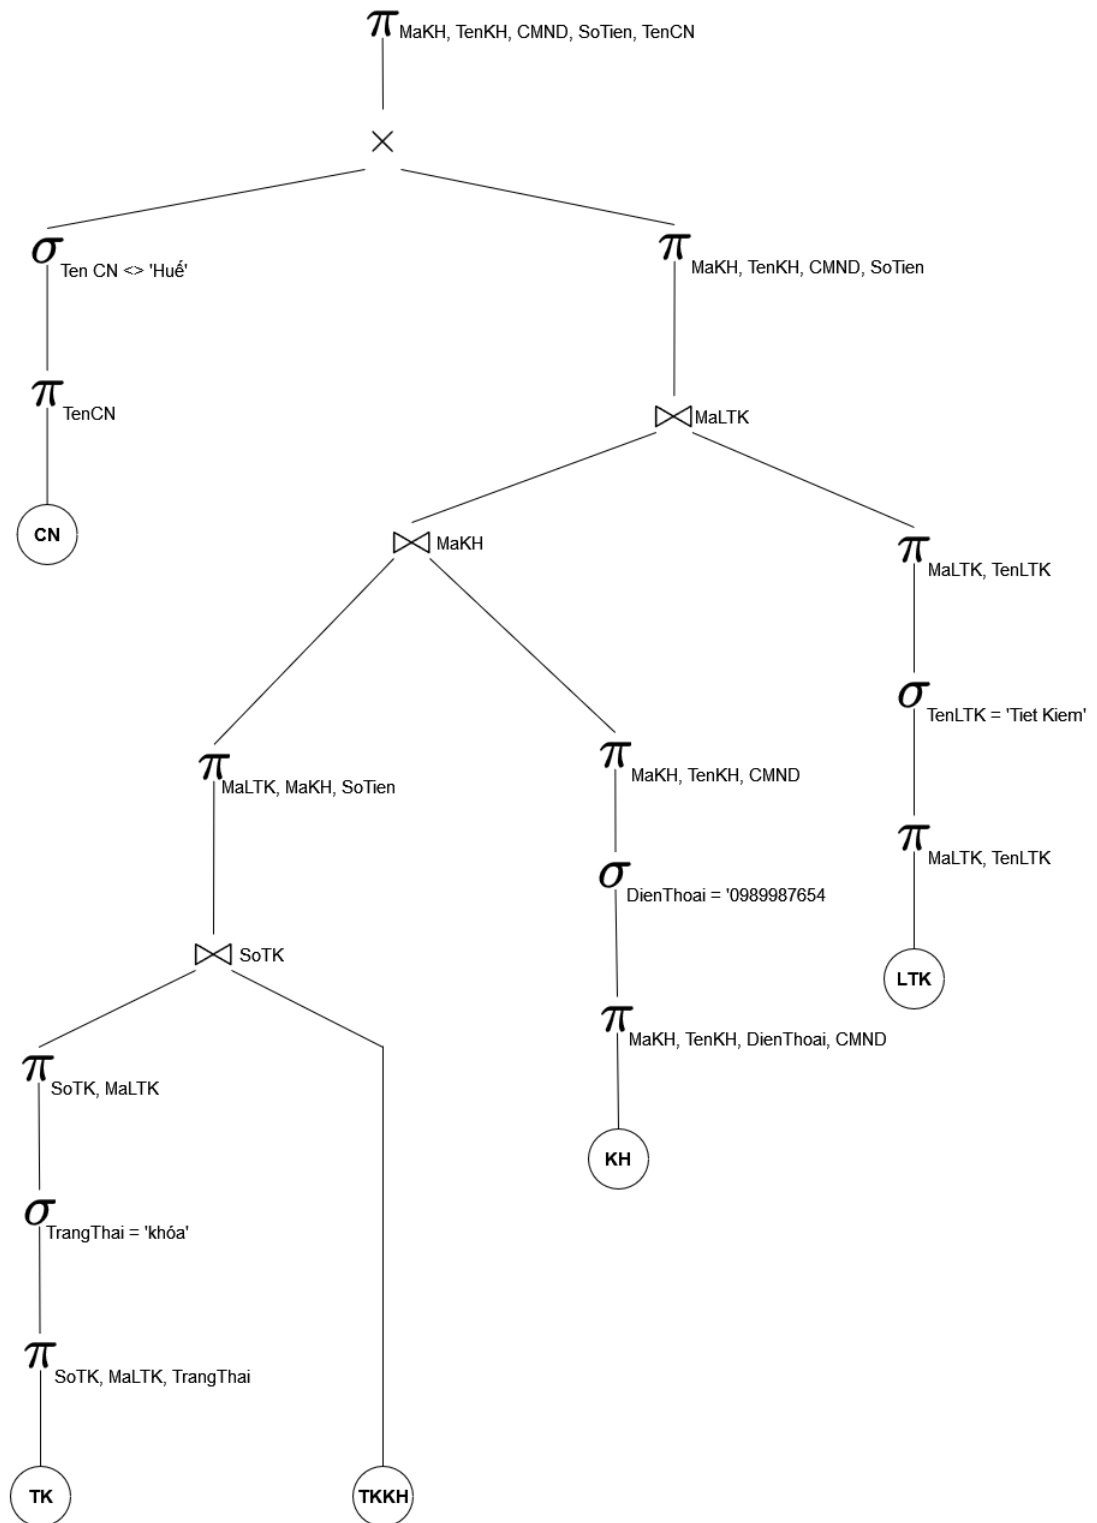 π MaKH, TenKH, CMND, SoTien, TenCN
×
σ Ten CN <> 'Huế'
π MaKH, TenKH, CMND, SoTien
π TenCN
⋈ MaLTK
CN
⋈ MaKH
π MaLTK, TenLTK
σ TenLTK = 'Tiet Kiem'
π MaLTK, MaKH, SoTien
π MaKH, TenKH, CMND
π MaLTK, TenLTK
σ DienThoai = '0989987654
⋈ SoTK
LTK
π MaKH, TenKH, DienThoai, CMND
π SoTK, MaLTK
KH
σ TrangThai = 'khóa'
π SoTK, MaLTK, TrangThai
TK
TKKH